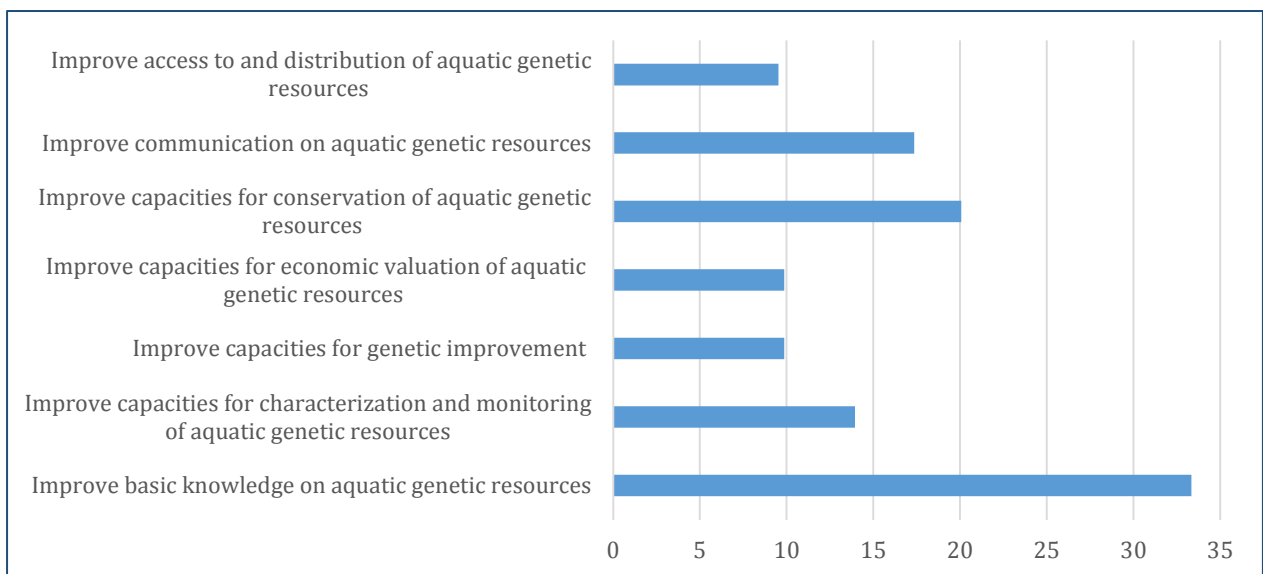 Improve access to and distribution of aquatic genetic
resources
Improve communication on aquatic genetic resources
Improve capacities for conservation of aquatic genetic
resources
Improve capacities for economic valuation of aquatic
genetic resources
Improve capacities for genetic improvement
Improve capacities for characterization and monitoring
of aquatic genetic resources
Improve basic knowledge on aquatic genetic resources
0 5 10 15 20 25 30 35